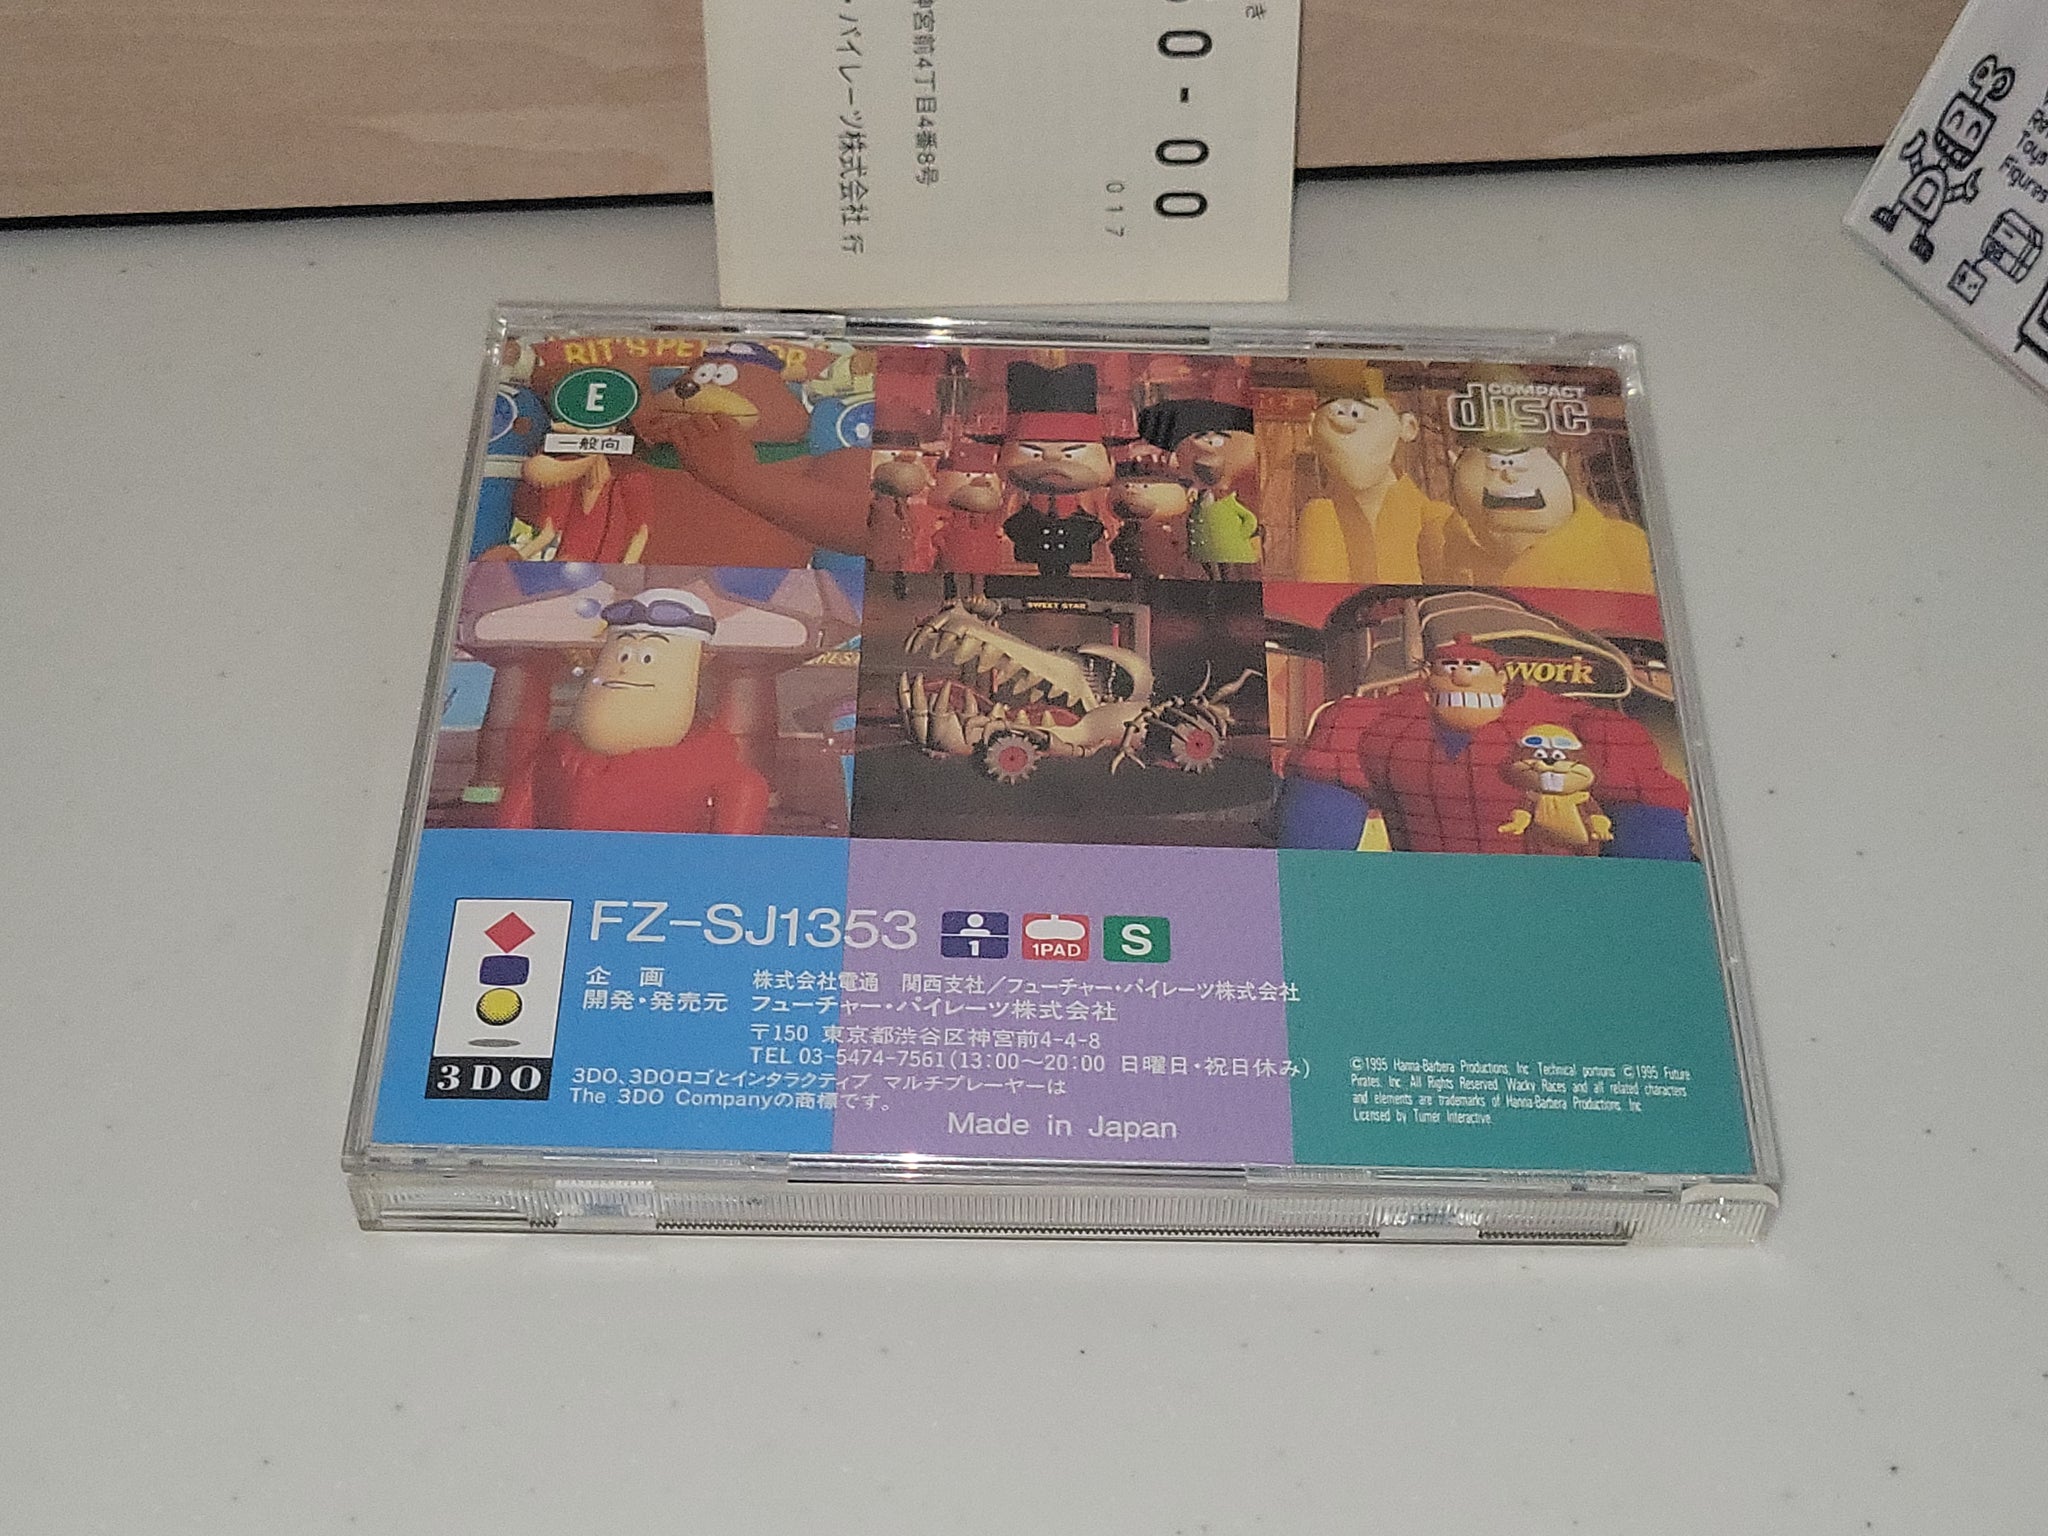 き
0-00
017
神宮前4丁目4番8号
・パイレーツ株式会社 行
Toys
Figures
E
一般向
COMPACT
disc
SWEET STAR
work
FZ-SJ1353
1
1PAD
S
企 画 株式会社電通 関西支社/フューチャー・パイレーツ株式会社
開発・発売元 フューチャー・パイレーツ株式会社
〒150 東京都渋谷区神宮前4-4-8
TEL 03-5474-7561(13:00〜20:00 日曜日・祝日休み)
3DO
3DO、3DOロゴとインタラクティブ マルチプレーヤーは
The 3DO Companyの商標です。
Made in Japan
©1995 Hanna-Barbera Productions, Inc. Technical portions ©1995 Future
Pirates, Inc. All Rights Reserved. Wacky Races and all related characters
and elements are trademarks of Hanna-Barbera Productions, Inc.
Licensed by Turner Interactive.